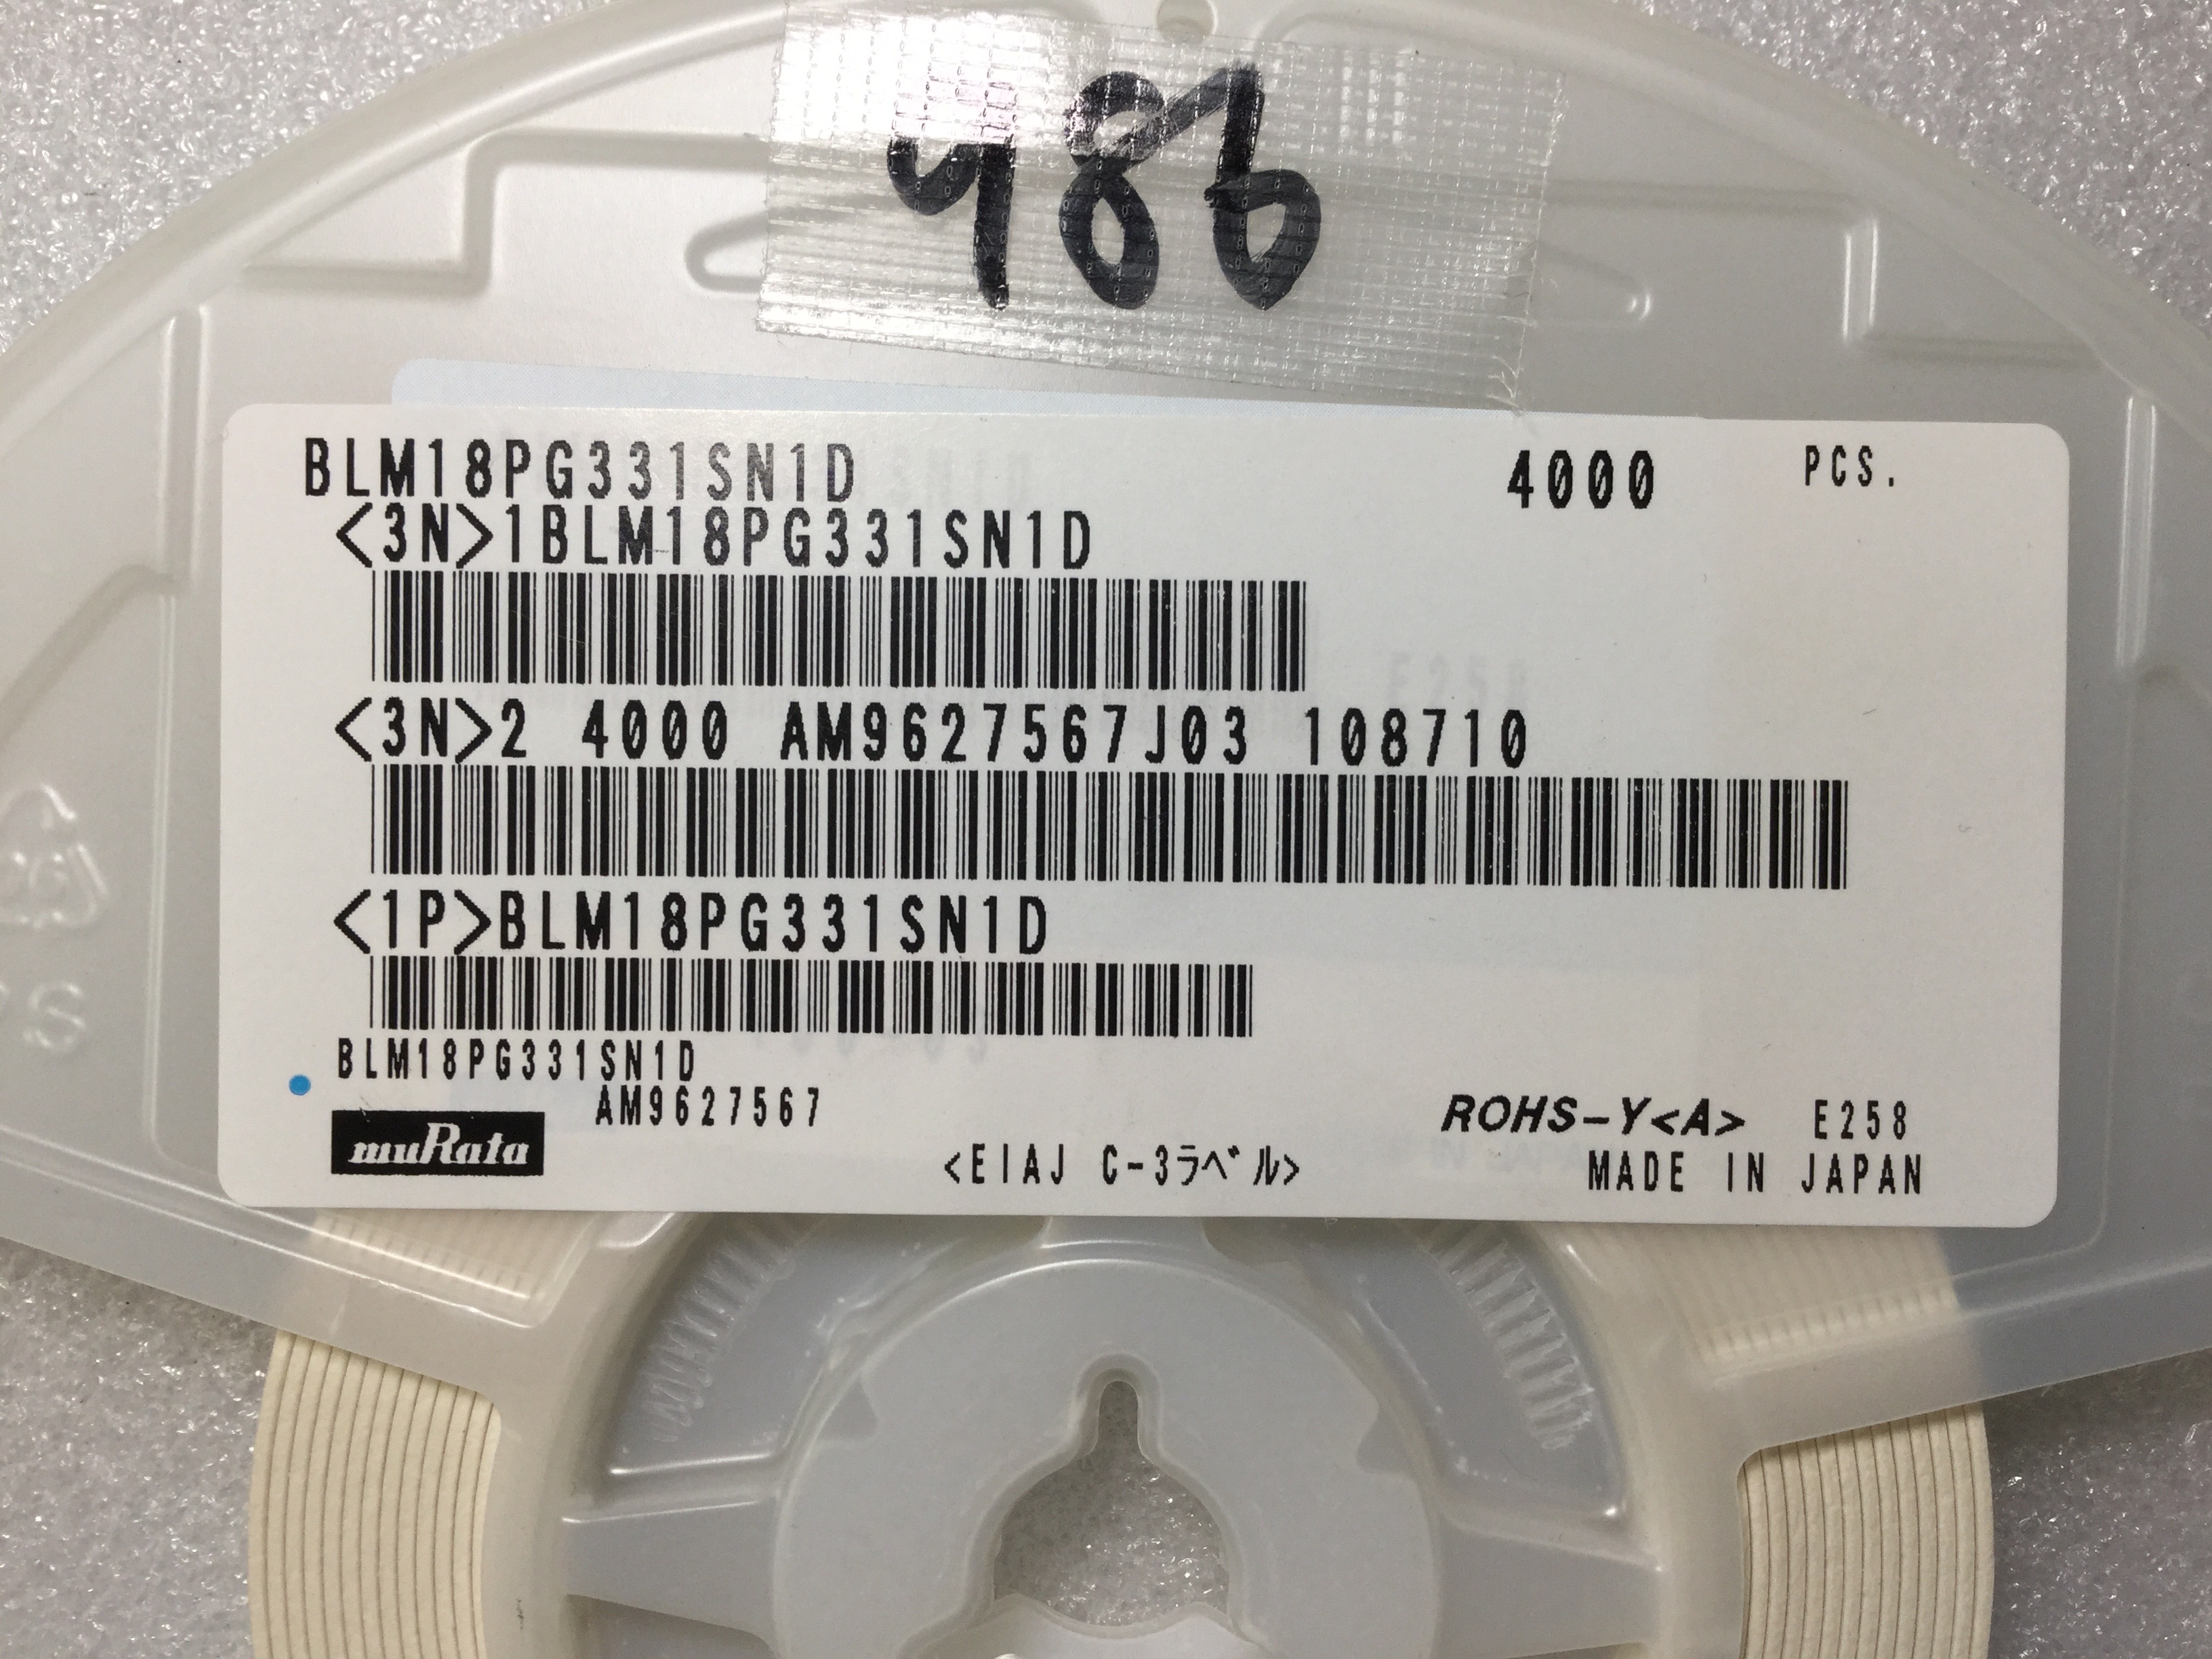 986
BLM18PG331SN1D 4000 PCS.
<3N>1BLM18PG331SN1D
<3N>2 4000 AM9627567J03 108710
E258
<1P>BLM18PG331SN1D
BLM18PG331SN1D
AM9627567
muRata
<EIAJ C-3ラベル>
ROHS-Y<A> E258
MADE IN JAPAN